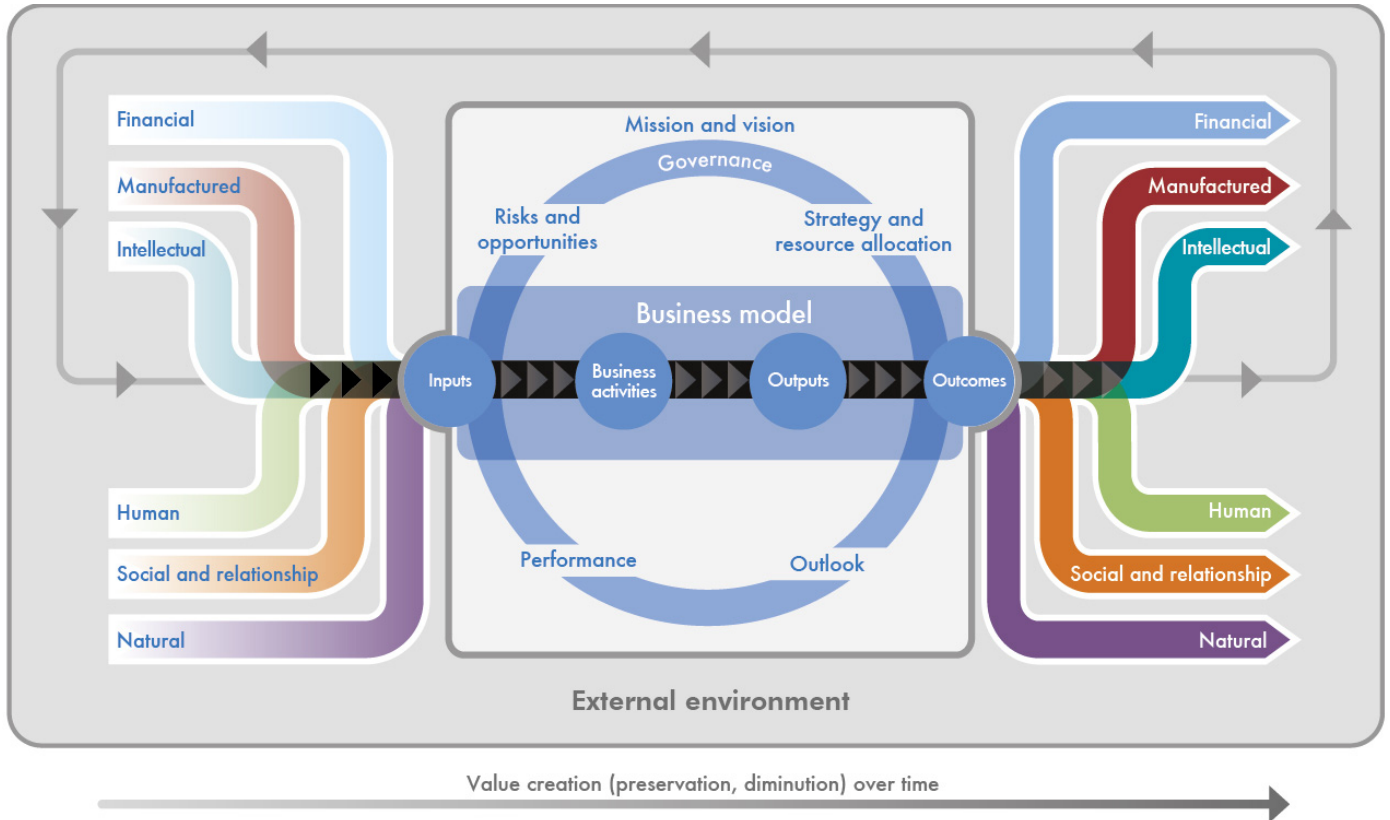 Financial
Manufactured
Intellectual
Human
Social and relationship
Natural
Mission and vision
Governance
Risks and
opportunities
Strategy and
resource allocation
Business model
Inputs
Business
activities
Outputs
Outcomes
Performance
Outlook
Financial
Manufactured
Intellectual
Human
Social and relationship
Natural
External environment
Value creation (preservation, diminution) over time